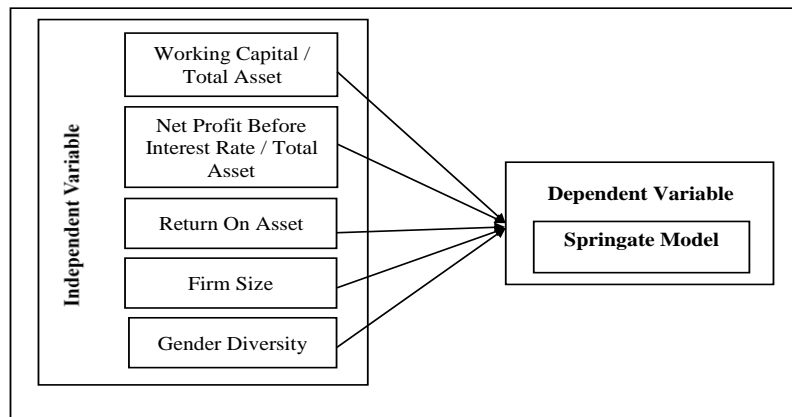 Independent Variable
Working Capital /
Total Asset
Net Profit Before
Interest Rate / Total
Asset
Return On Asset
Firm Size
Gender Diversity
Dependent Variable
Springate Model